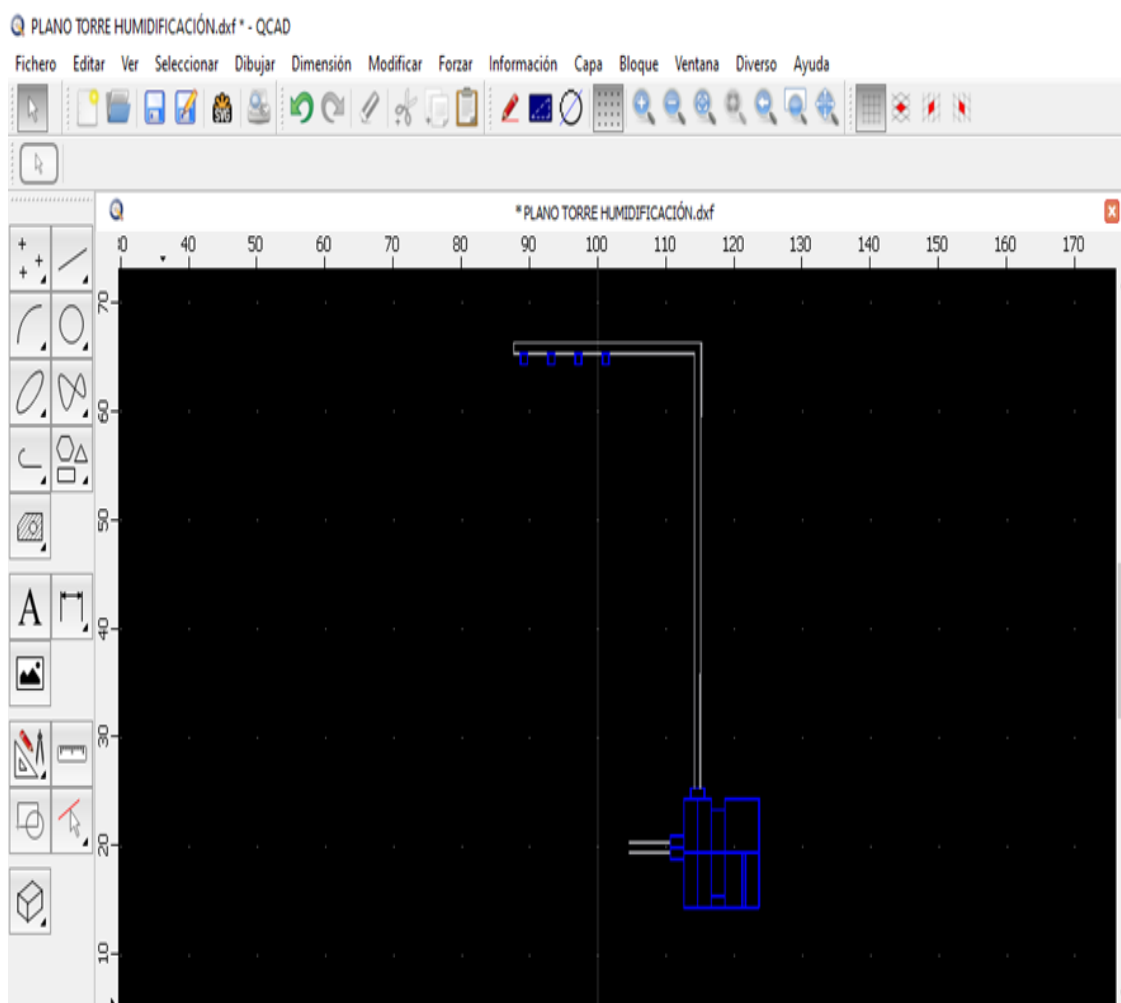 PLANO TORRE HUMIDIFICACIÓN.dxf * - QCAD
Fichero Editar Ver Seleccionar Dibujar Dimensión Modificar Forzar Información Capa Bloque Ventana Diverso Ayuda
SVG
* PLANO TORRE HUMIDIFICACIÓN.dxf
30 40 50 60 70 80 90 100 110 120 130 140 150 160 170
70
60
50
40
A
30
20
10